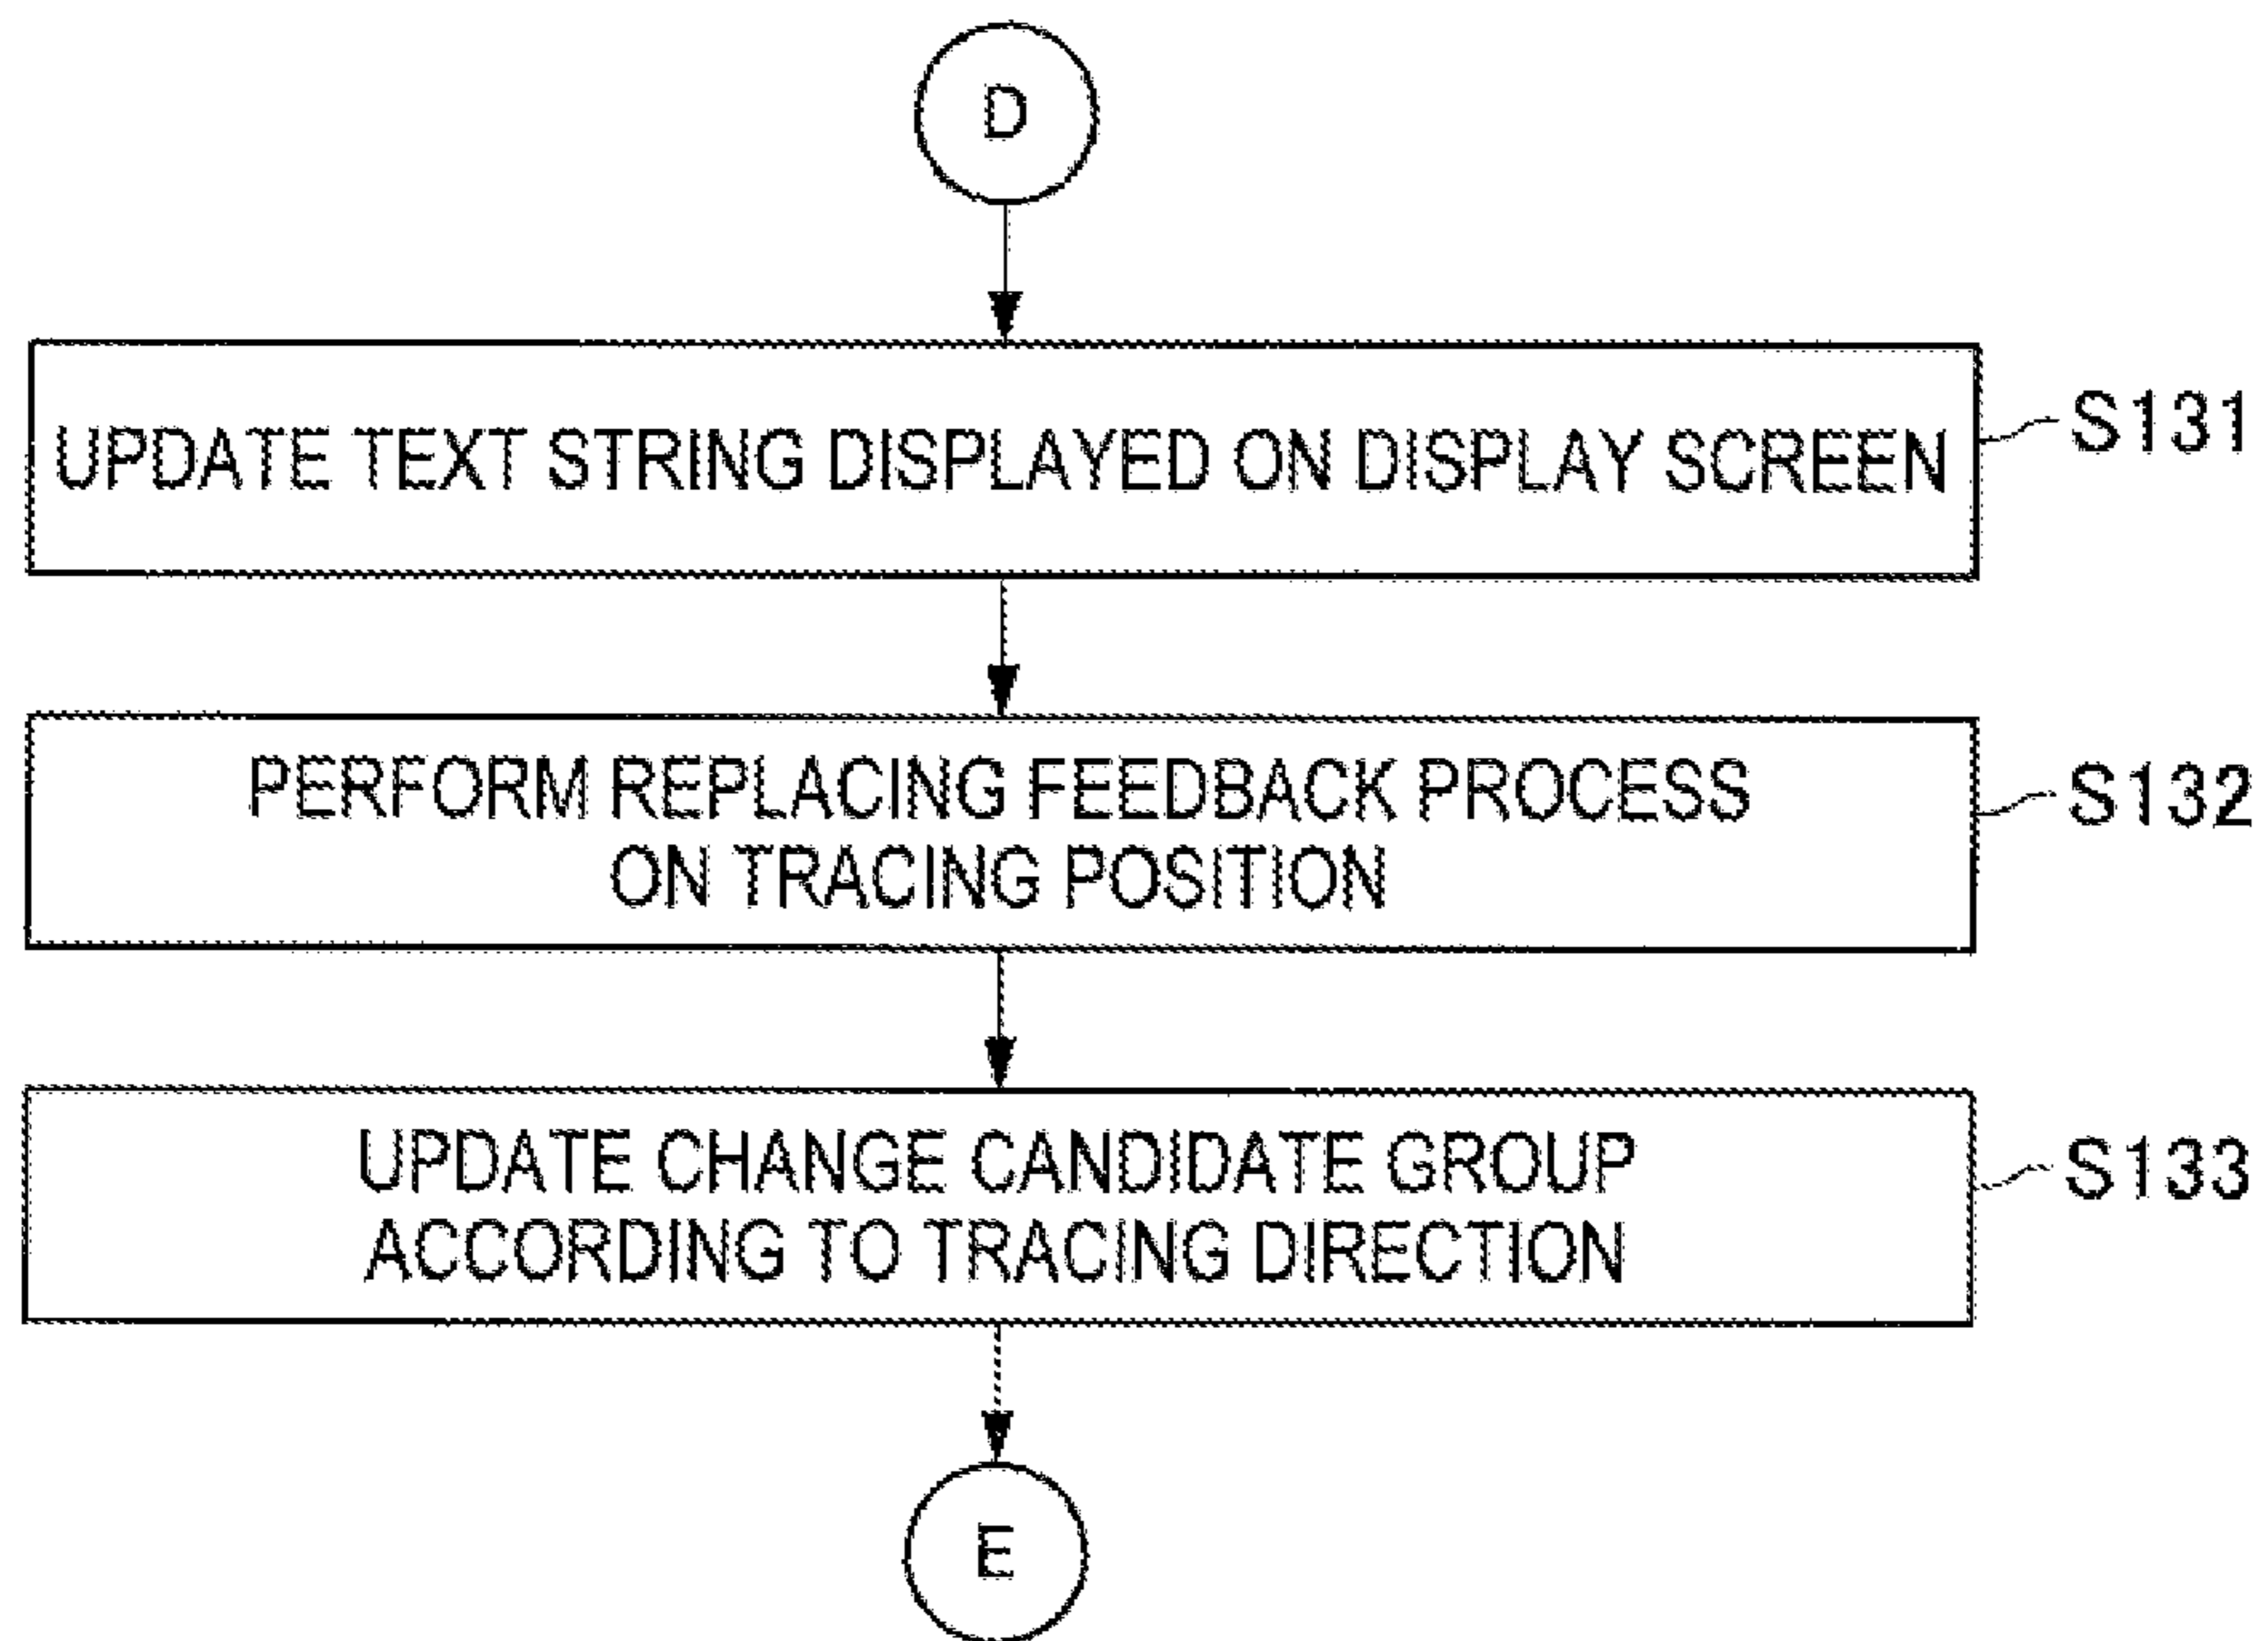 D
UPDATE TEXT STRING DISPLAYED ON DISPLAY SCREEN
S131
PERFORM REPLACING FEEDBACK PROCESS
ON TRACING POSITION
S132
UPDATE CHANGE CANDIDATE GROUP
ACCORDING TO TRACING DIRECTION
S133
E